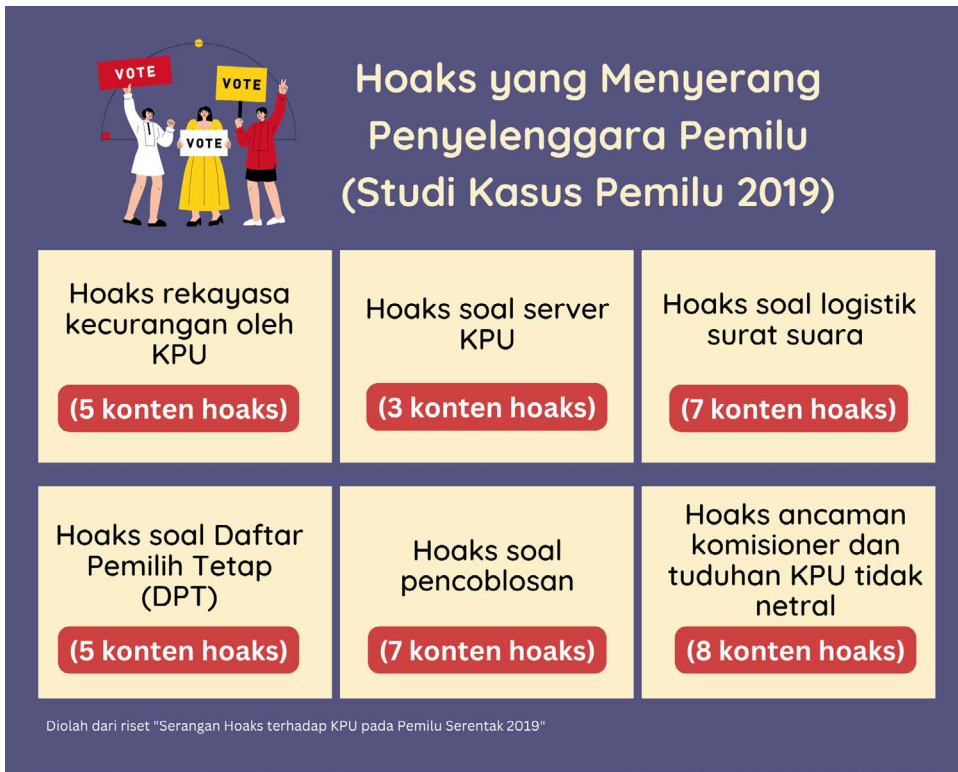 VOTE
VOTE
VOTE
Hoaks yang Menyerang
Penyelenggara Pemilu
(Studi Kasus Pemilu 2019)
Hoaks rekayasa
kecurangan oleh
KPU
(5 konten hoaks)
Hoaks soal server
KPU
(3 konten hoaks)
Hoaks soal logistik
surat suara
(7 konten hoaks)
Hoaks soal Daftar
Pemilih Tetap
(DPT)
(5 konten hoaks)
Hoaks soal
pencoblosan
(7 konten hoaks)
Hoaks ancaman
komisioner dan
tuduhan KPU tidak
netral
(8 konten hoaks)
Diolah dari riset "Serangan Hoaks terhadap KPU pada Pemilu Serentak 2019"